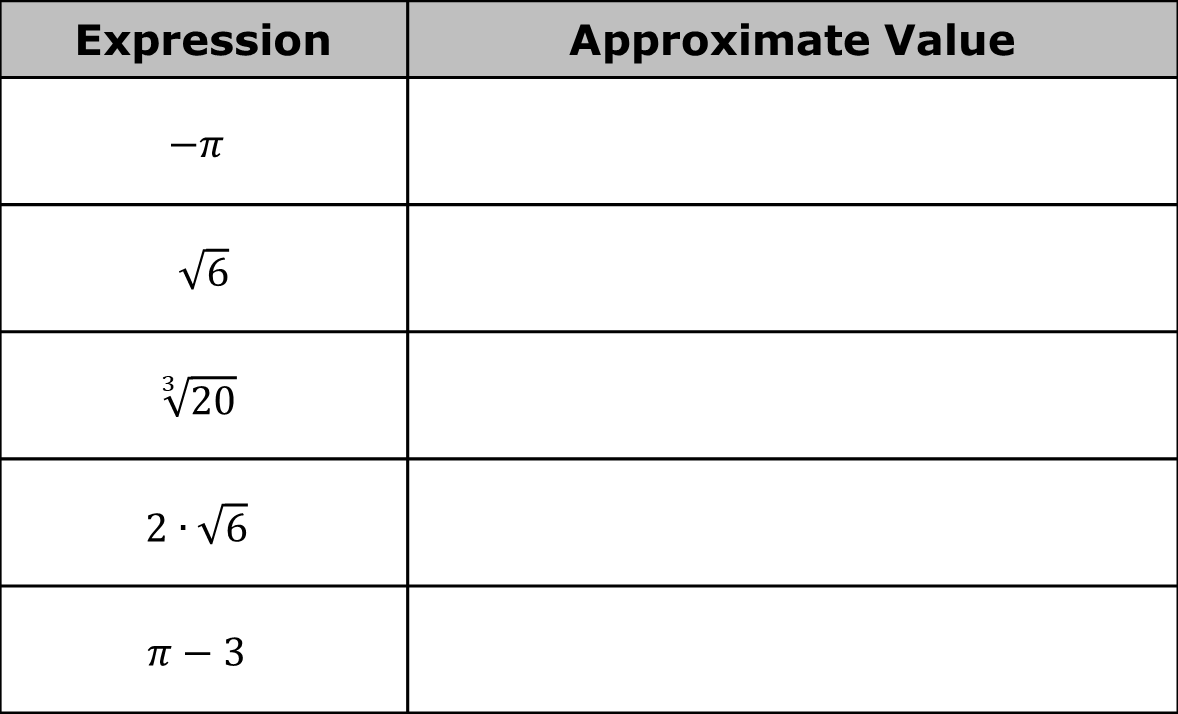 Expression Approximate Value
−π
√6
∛20
2 · √6
π − 3